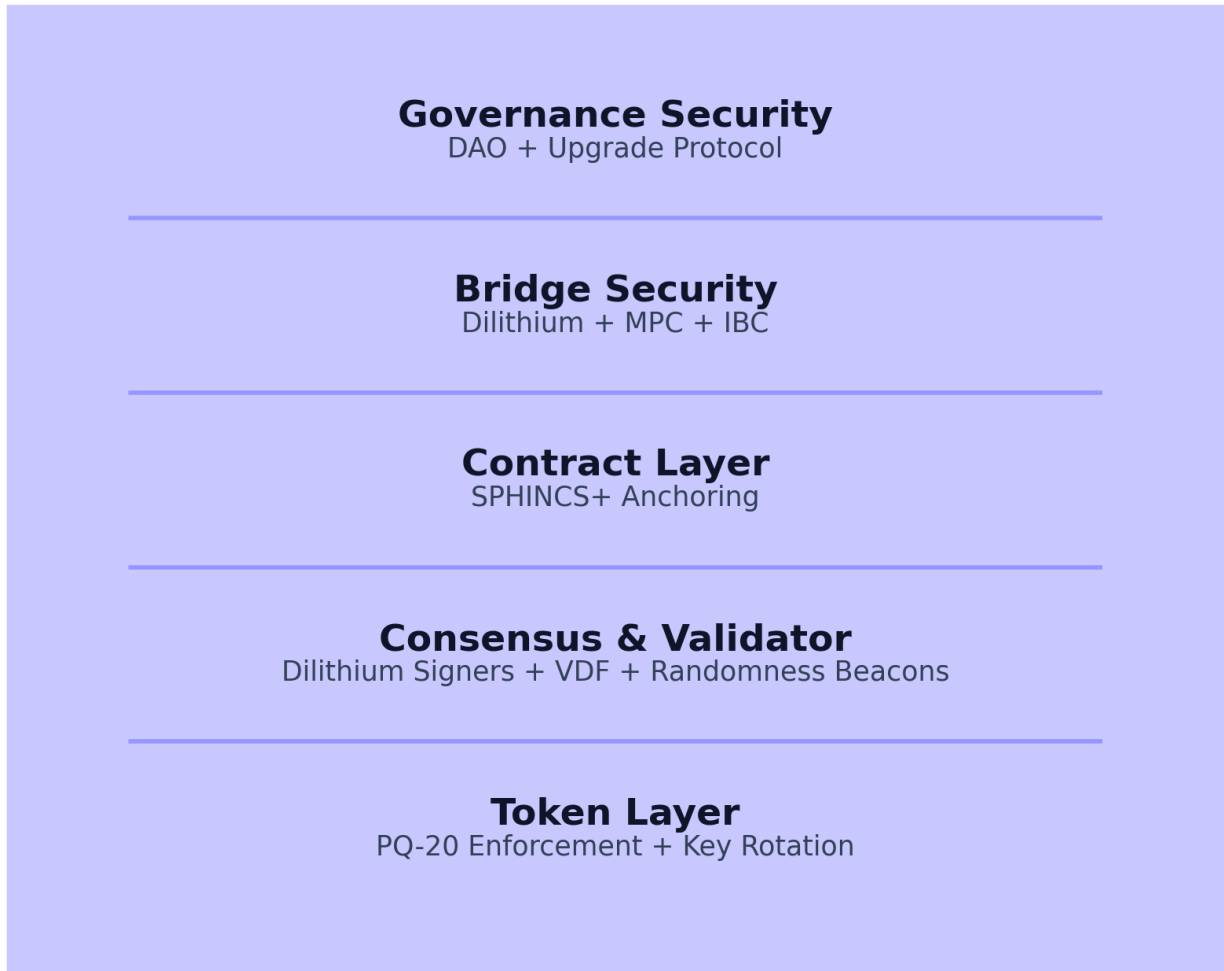 Governance Security
DAO + Upgrade Protocol
Bridge Security
Dilithium + MPC + IBC
Contract Layer
SPHINCS+ Anchoring
Consensus & Validator
Dilithium Signers + VDF + Randomness Beacons
Token Layer
PQ-20 Enforcement + Key Rotation